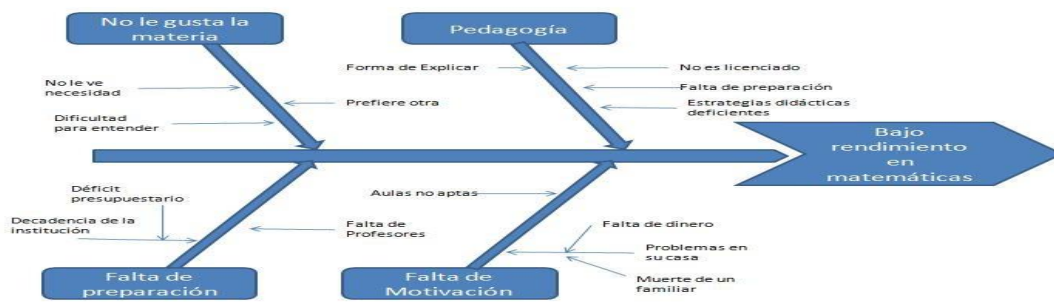 No le gusta la
materia
Pedagogía
Forma de Explicar
No es licenciado
No le ve
necesidad
Falta de preparación
Prefiere otra
Estrategias didácticas
deficientes
Dificultad
para entender
Bajo
rendimiento
en
matemáticas
Déficit
presupuestario
Aulas no aptas
Decadencia de la
institución
Falta de
Profesores
Falta de dinero
Problemas en
su casa
Muerte de un
familiar
Falta de
preparación
Falta de
Motivación